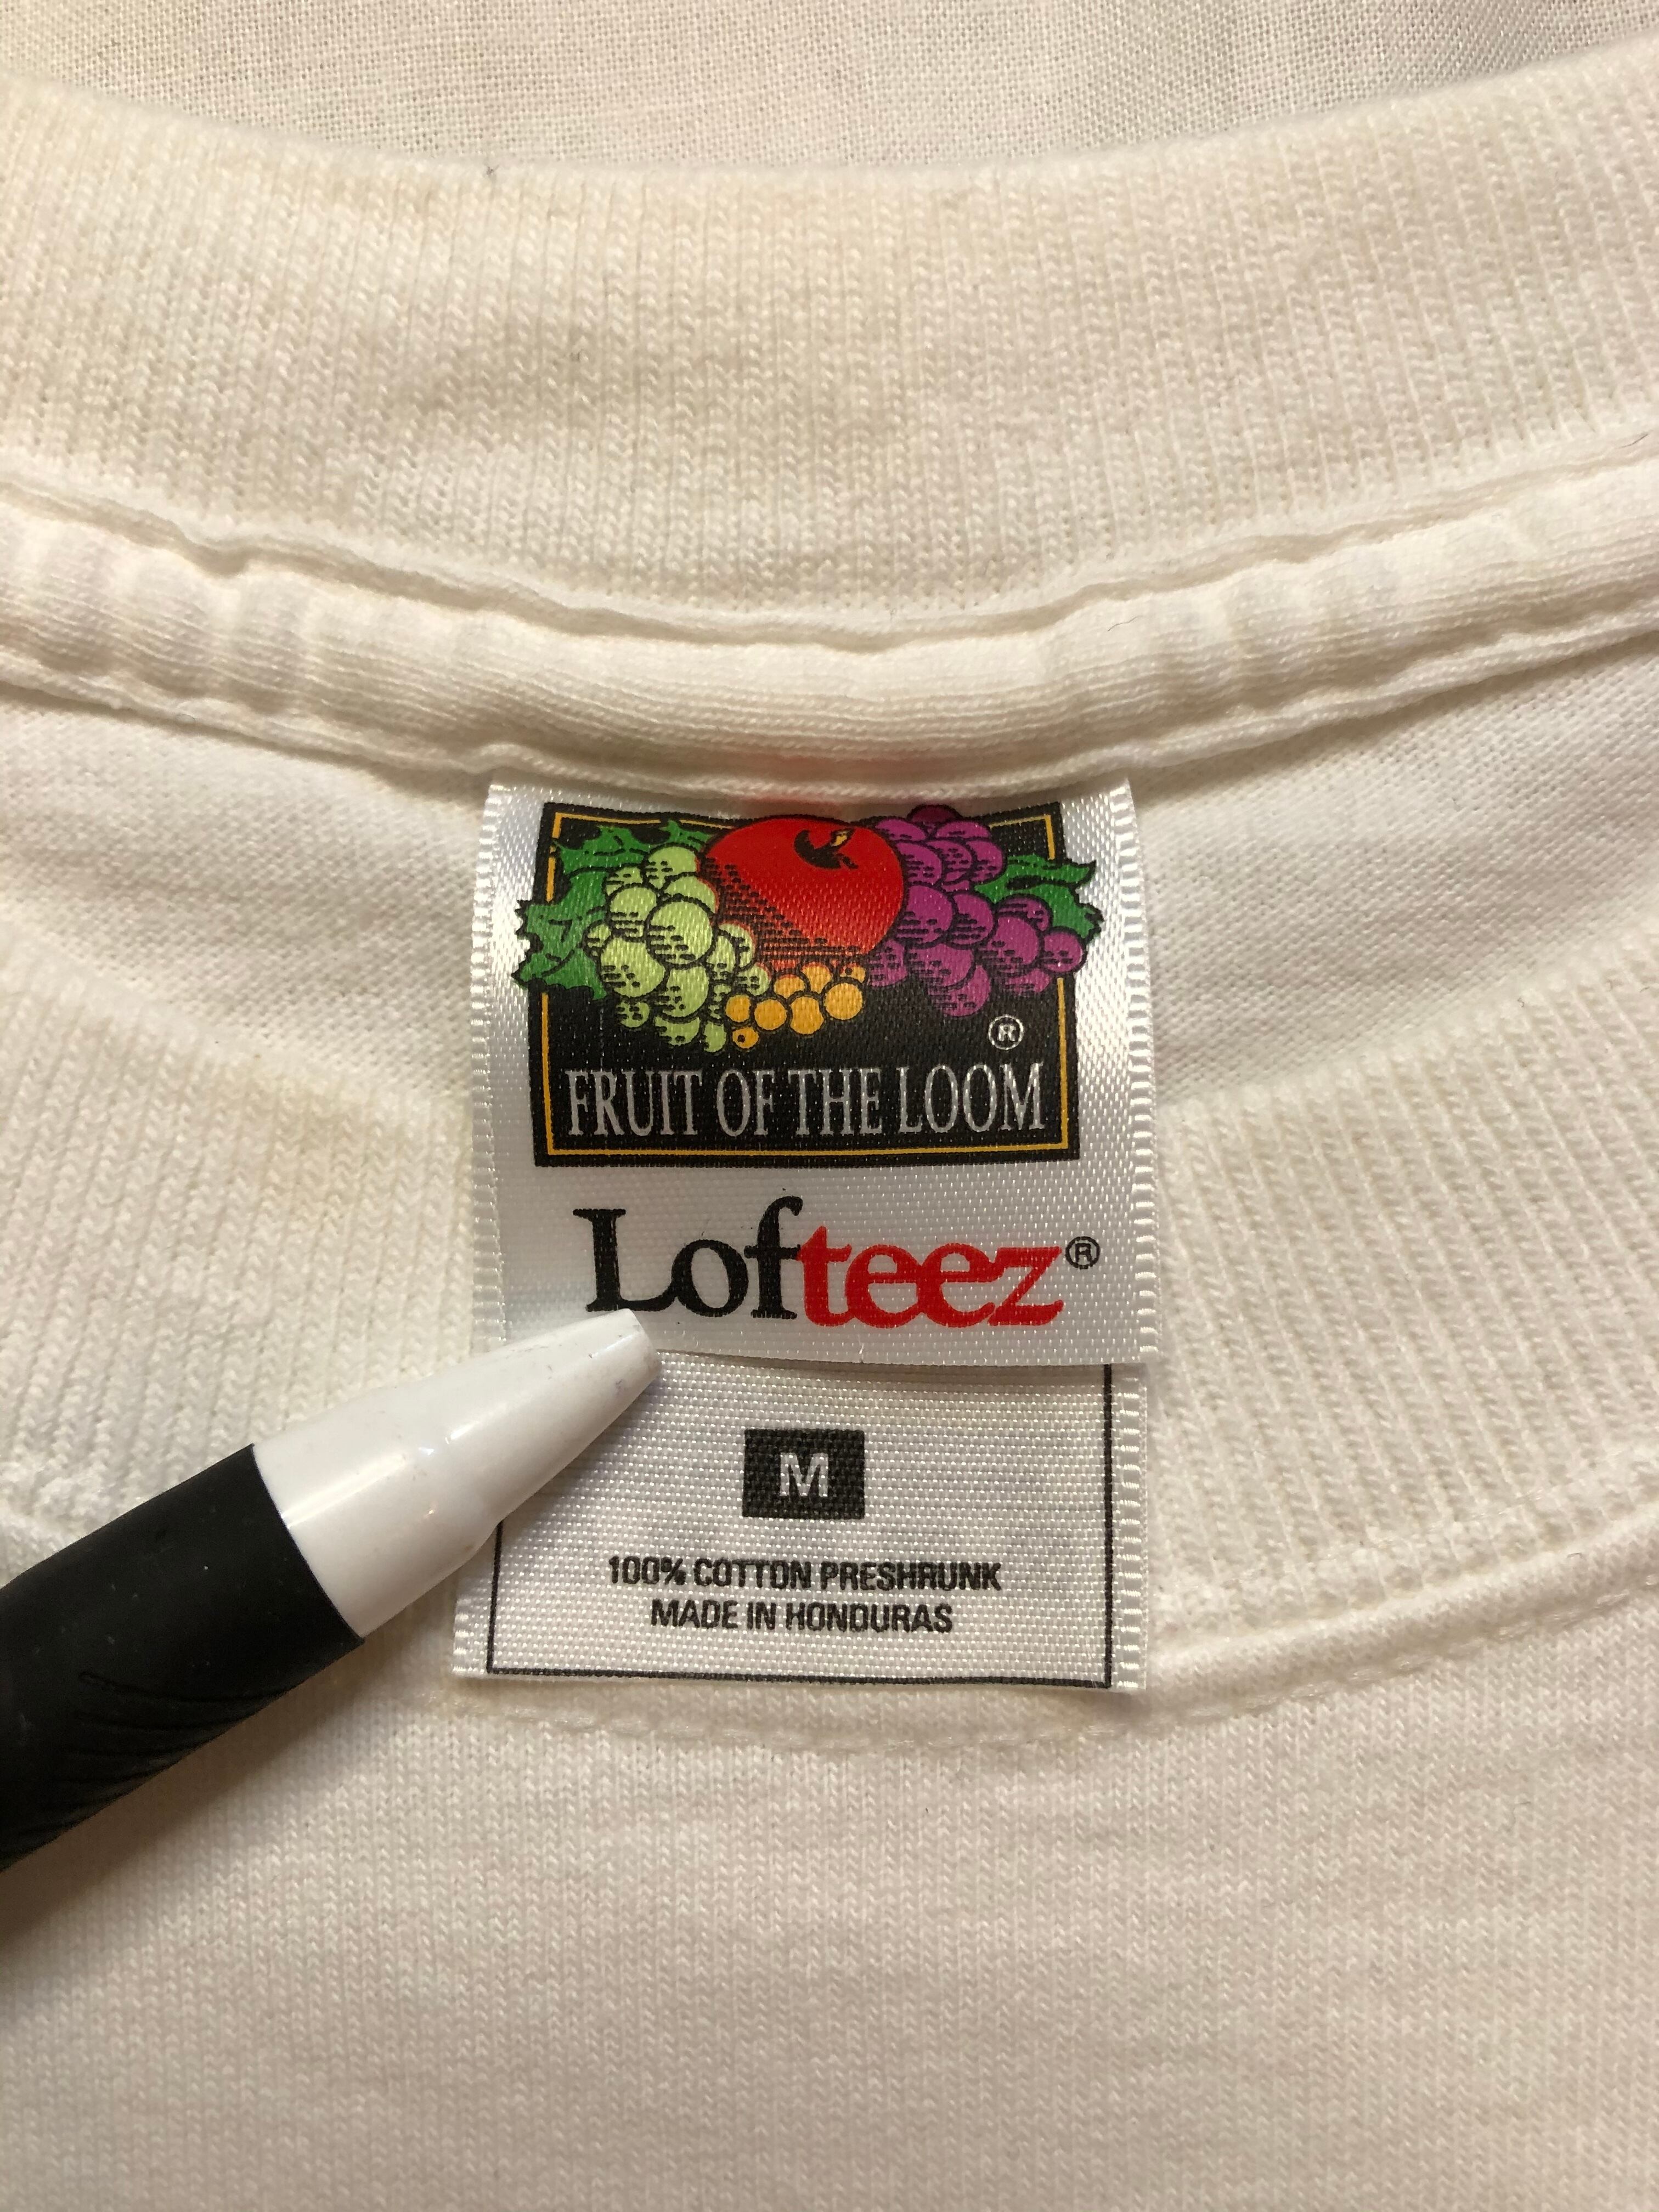 ®
FRUIT OF THE LOOM
Lofteez®
M
100% COTTON PRESHRUNK
MADE IN HONDURAS